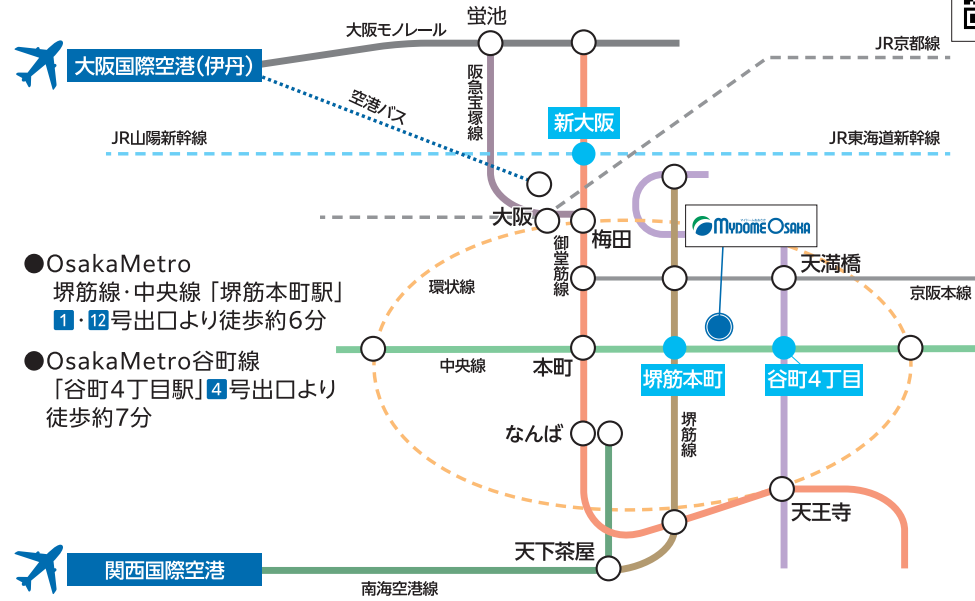 蛍池
大阪モノレール
JR京都線
大阪国際空港(伊丹)
阪急宝塚線
空港バス
新大阪
JR山陽新幹線
JR東海道新幹線
大阪
MYDOME OSAKA
梅田
御堂筋線
天満橋
●OsakaMetro
堺筋線・中央線「堺筋本町駅」
1・12号出口より徒歩約6分
環状線
京阪本線
●OsakaMetro谷町線
「谷町4丁目駅」4号出口より
徒歩約7分
中央線
本町
堺筋本町
谷町4丁目
なんば
堺筋線
天王寺
天下茶屋
関西国際空港
南海空港線